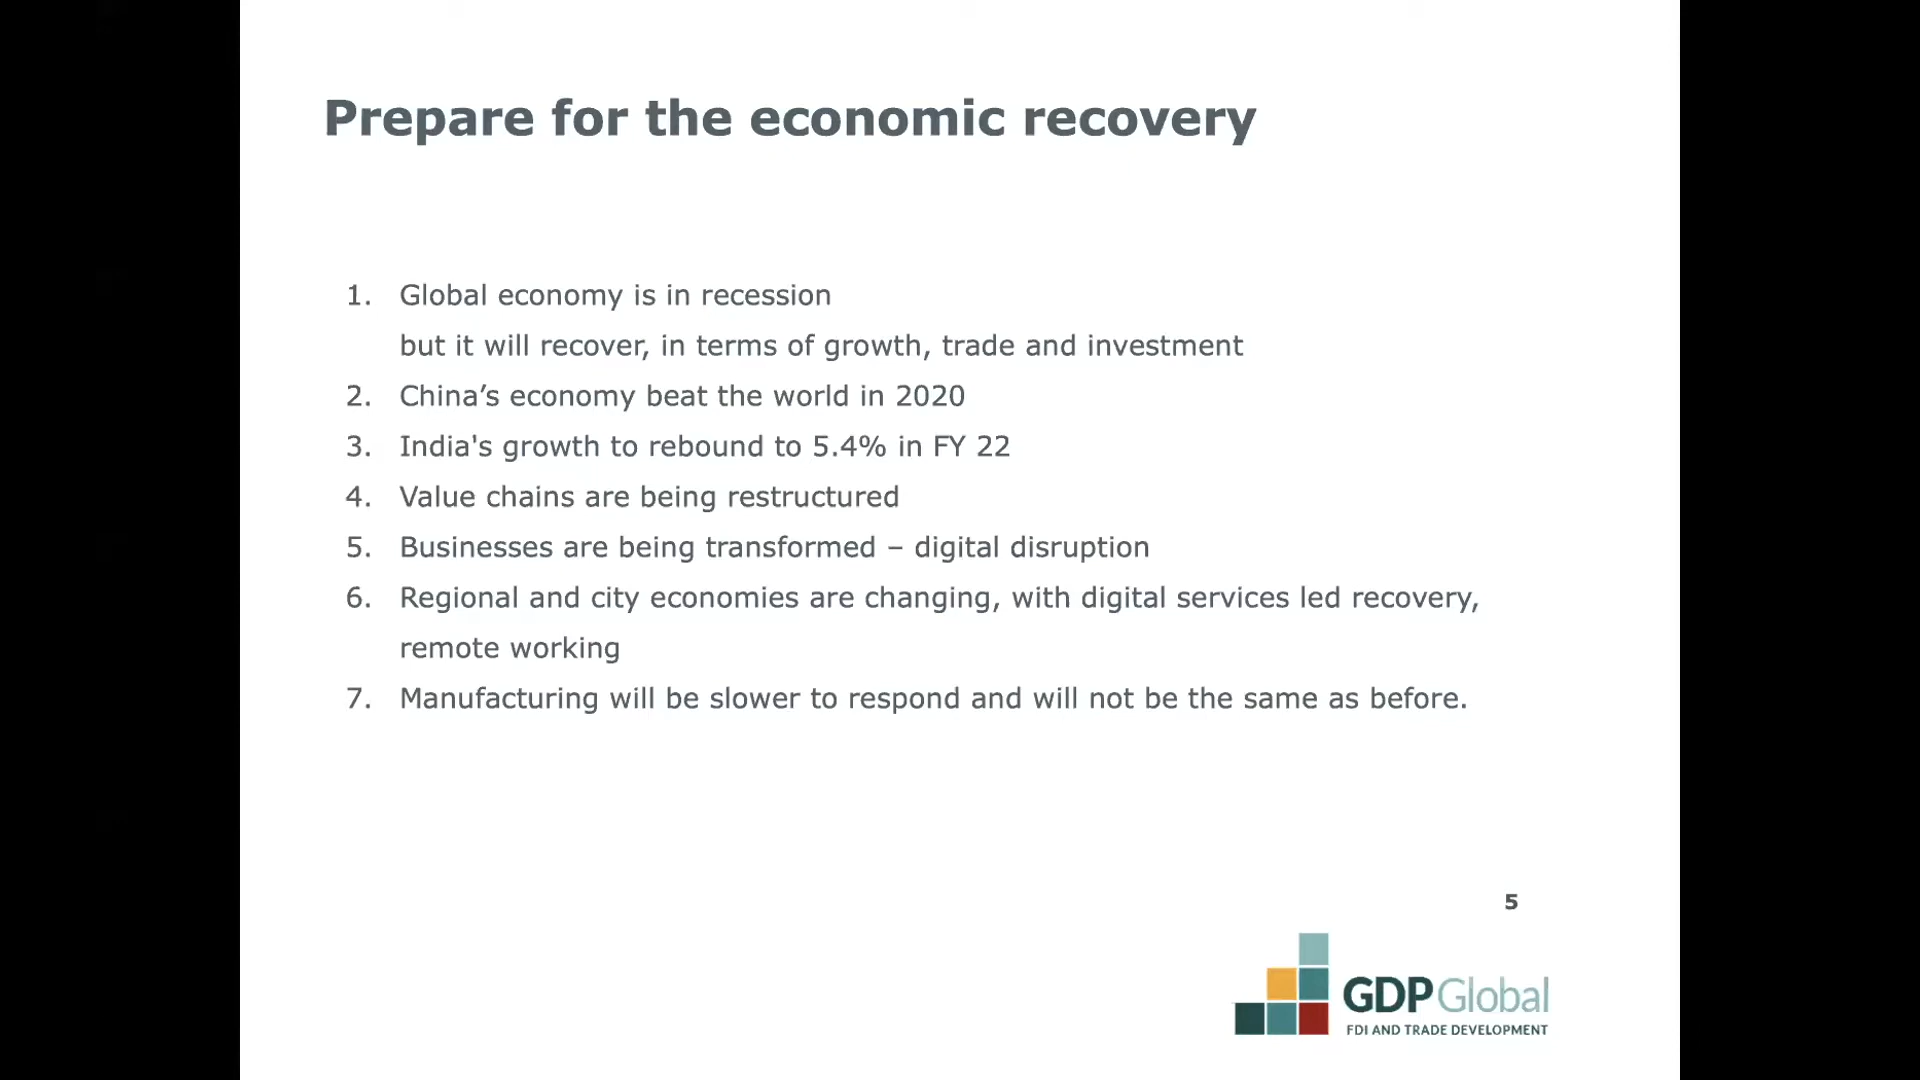 Prepare for the economic recovery
1. Global economy is in recession
but it will recover, in terms of growth, trade and investment
2. China’s economy beat the world in 2020
3. India's growth to rebound to 5.4% in FY 22
4. Value chains are being restructured
5. Businesses are being transformed – digital disruption
6. Regional and city economies are changing, with digital services led recovery,
remote working
7. Manufacturing will be slower to respond and will not be the same as before.
5
GDP Global
FDI AND TRADE DEVELOPMENT